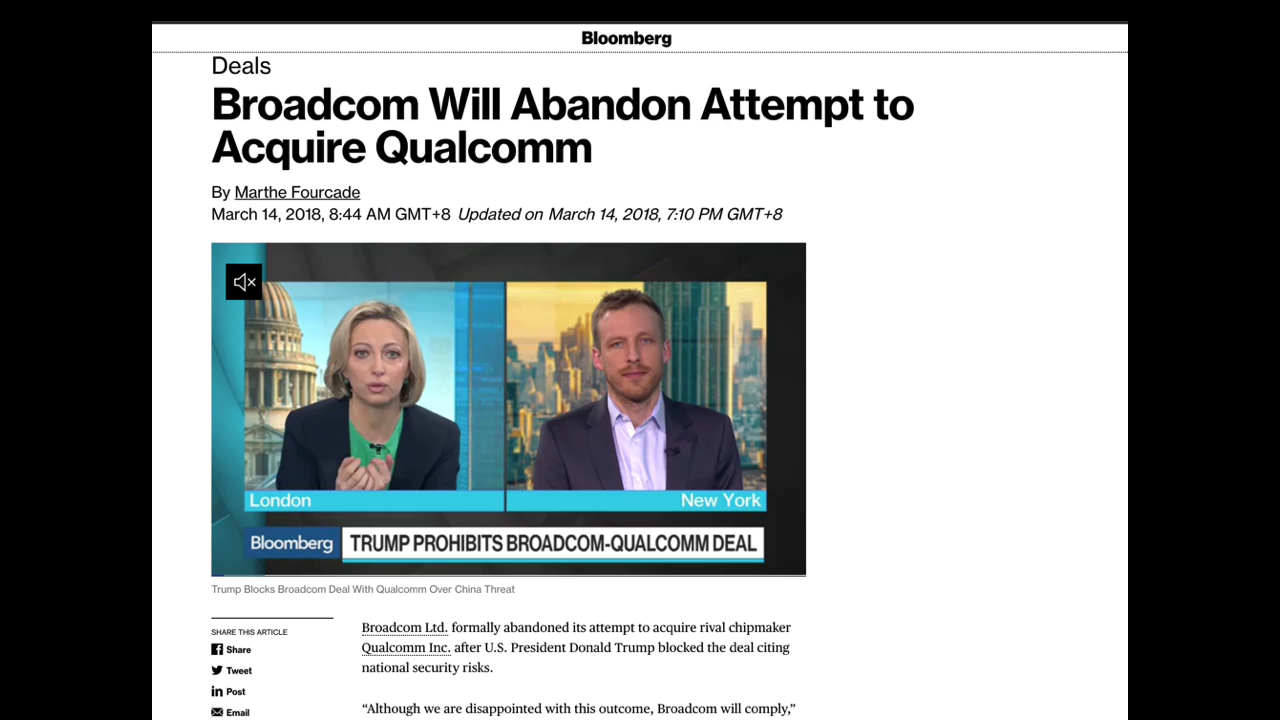 Bloomberg
Deals
Broadcom Will Abandon Attempt to
Acquire Qualcomm
By Marthe Fourcade
March 14, 2018, 8:44 AM GMT+8 Updated on March 14, 2018, 7:10 PM GMT+8
London
New York
Bloomberg TRUMP PROHIBITS BROADCOM-QUALCOMM DEAL
Trump Blocks Broadcom Deal With Qualcomm Over China Threat
SHARE THIS ARTICLE
Share
Tweet
Post
Email
Broadcom Ltd. formally abandoned its attempt to acquire rival chipmaker
Qualcomm Inc. after U.S. President Donald Trump blocked the deal citing
national security risks.
“Although we are disappointed with this outcome, Broadcom will comply,”